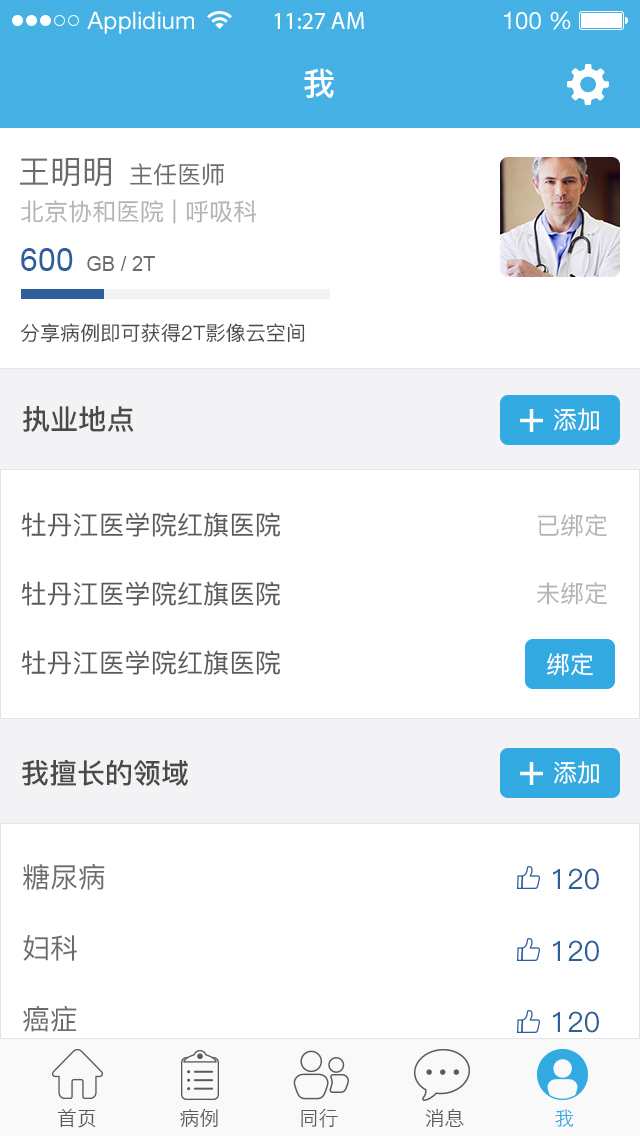 Applidium 11:27 AM 100 %
我
王明明 主任医师
北京协和医院 | 呼吸科
600 GB / 2T
分享病例即可获得2T影像云空间
执业地点 添加
牡丹江医学院红旗医院 已绑定
牡丹江医学院红旗医院 未绑定
牡丹江医学院红旗医院 绑定
我擅长的领域 添加
糖尿病 120
妇科 120
癌症 120
首页 病例 同行 消息 我